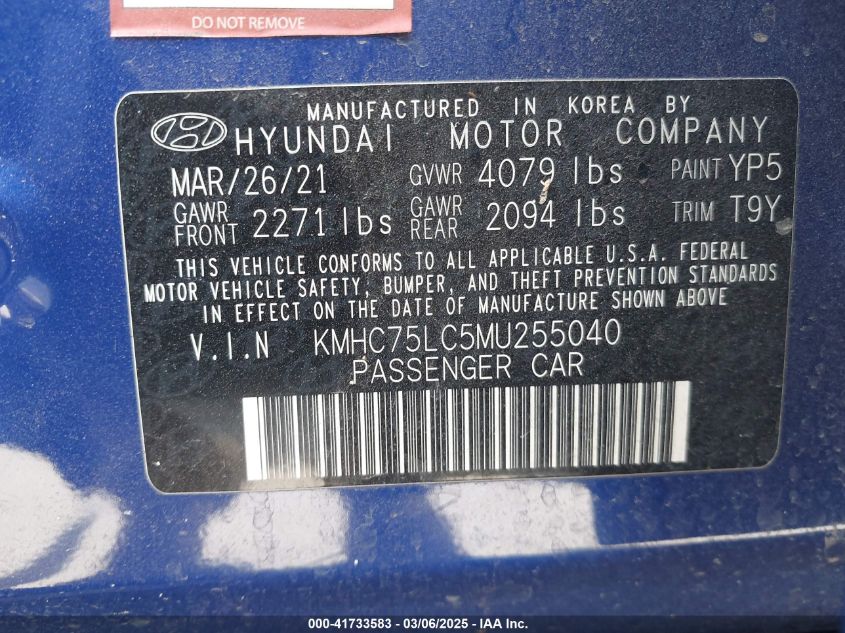 DO NOT REMOVE
MANUFACTURED IN KOREA BY
HYUNDAI MOTOR COMPANY
MAR/26/21 GVWR 4079 lbs PAINT YP5
GAWR FRONT 2271 lbs GAWR REAR 2094 lbs TRIM T9Y
THIS VEHICLE CONFORMS TO ALL APPLICABLE U.S.A. FEDERAL
MOTOR VEHICLE SAFETY, BUMPER, AND THEFT PREVENTION STANDARDS
IN EFFECT ON THE DATE OF MANUFACTURE SHOWN ABOVE
V.I.N KMHC75LC5MU255040
PASSENGER CAR
000-41733583 - 03/06/2025 - IAA Inc.